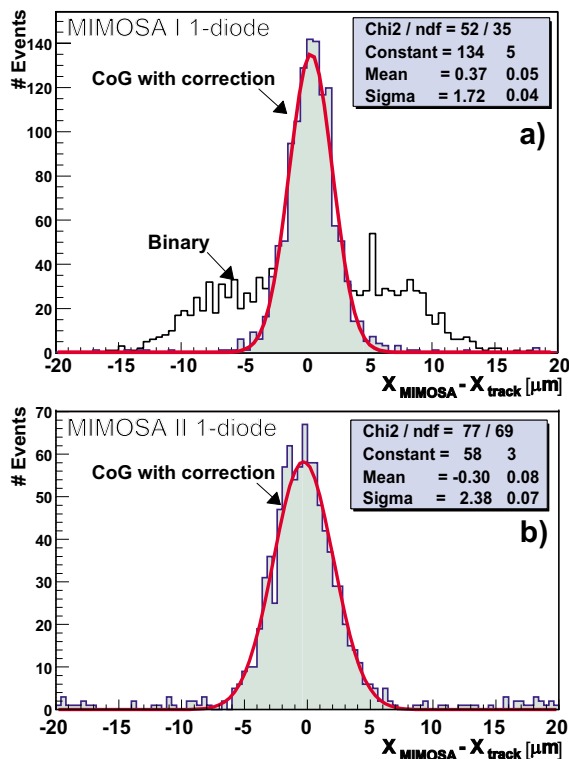 MIMOSA I 1-diode
Chi2 / ndf = 52 / 35
Constant = 134 5
Mean = 0.37 0.05
Sigma = 1.72 0.04
CoG with correction
a)
Binary
# Events
140
120
100
80
60
40
20
0
-20 -15 -10 -5 0 5 10 15 20
X MIMOSA - X track [μm]
MIMOSA II 1-diode
Chi2 / ndf = 77 / 69
Constant = 58 3
Mean = -0.30 0.08
Sigma = 2.38 0.07
CoG with correction
b)
# Events
70
60
50
40
30
20
10
0
-20 -15 -10 -5 0 5 10 15 20
X MIMOSA - X track [μm]